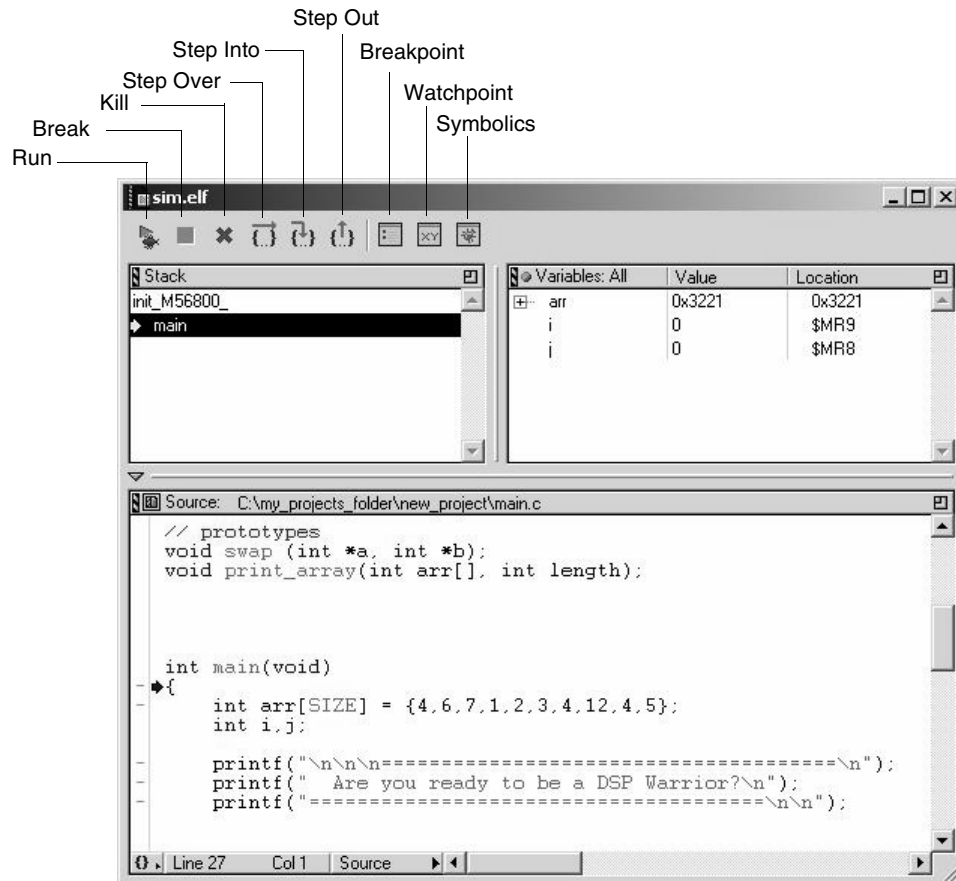 Step Out
Step Into
Breakpoint
Step Over
Watchpoint
Kill
Symbolics
Break
Run
sim.elf
Stack
Variables: All Value Location
init_M56800_
main
arr 0x3221 0x3221
i 0 $MR9
j 0 $MR8
Source: C:\my_projects_folder\new_project\main.c
// prototypes
void swap (int *a, int *b);
void print_array(int arr[], int length);
int main(void)
{
int arr[SIZE] = {4,6,7,1,2,3,4,12,4,5};
int i,j;
printf("\n\n\n======================================\n");
printf("  Are you ready to be a DSP Warrior?\n");
printf("======================================\n\n");
Line 27 Col 1 Source